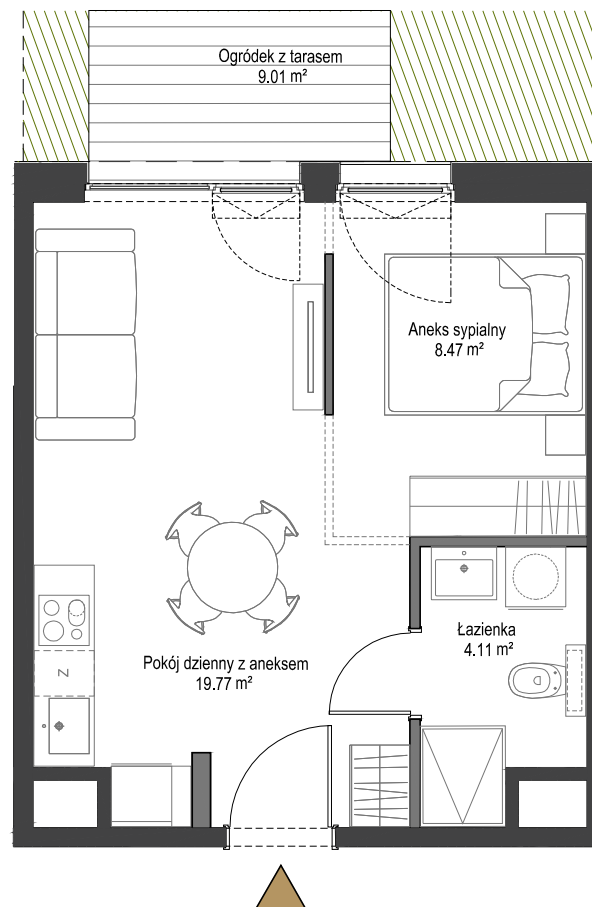 Ogródek z tarasem
9.01 m²
Aneks sypialny
8.47 m²
Łazienka
4.11 m²
Pokój dzienny z aneksem
19.77 m²
Z